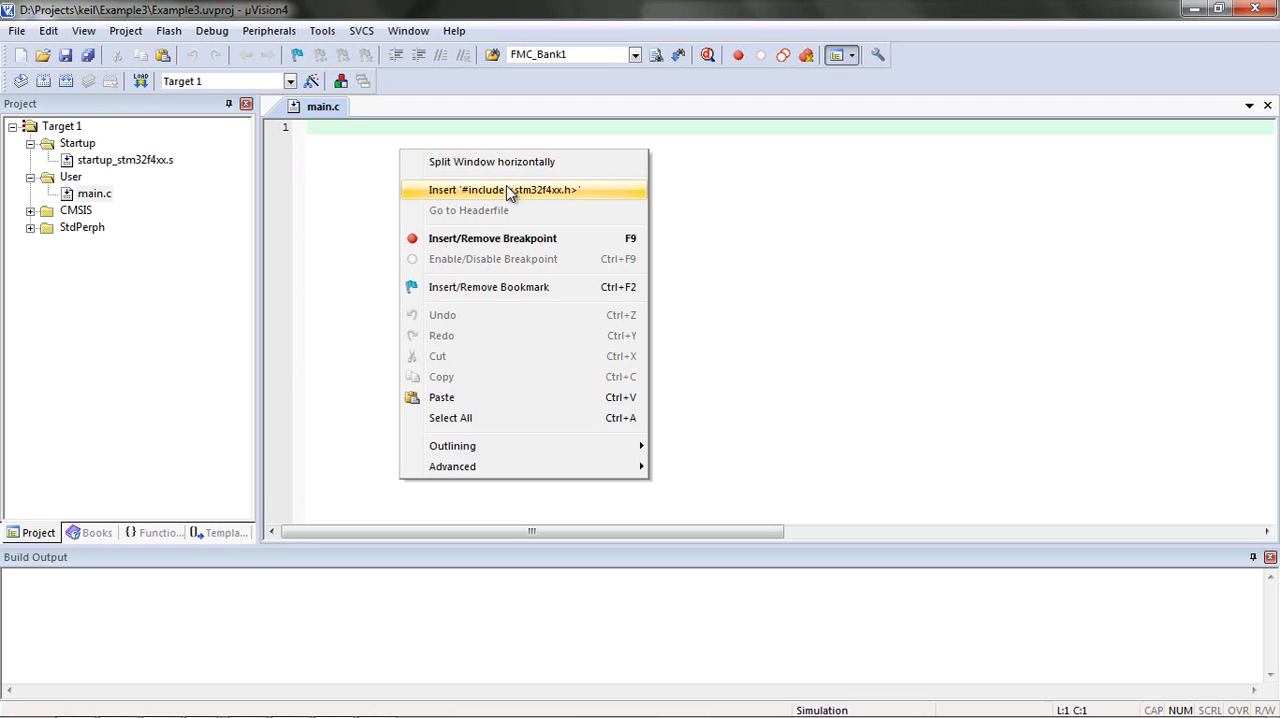 D:\Projects\keil\Example3\Example3.uvproj - µVision4
File Edit View Project Flash Debug Peripherals Tools SVCS Window Help
FMC_Bank1
LOAD Target 1
Project
main.c
Target 1
Startup
startup_stm32f4xx.s
User
main.c
CMSIS
StdPerph
1
Split Window horizontally
Insert '#include stm32f4xx.h>'
Go to Headerfile
Insert/Remove Breakpoint F9
Enable/Disable Breakpoint Ctrl+F9
Insert/Remove Bookmark Ctrl+F2
Undo Ctrl+Z
Redo Ctrl+Y
Cut Ctrl+X
Copy Ctrl+C
Paste Ctrl+V
Select All Ctrl+A
Outlining
Advanced
Project Books {} Functio... Templa...
Build Output
Simulation L:1 C:1 CAP NUM SCRL OVR R/W